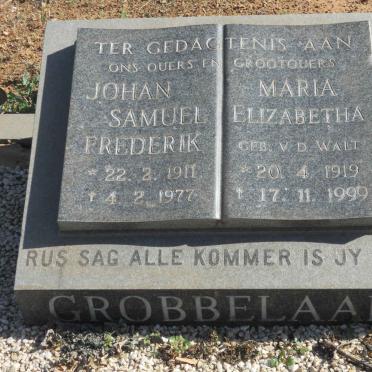 TER GEDAGTENIS AAN
ONS OUERS EN GROOTOUERS
JOHAN
SAMUEL
FREDERIK
* 22. 2. 1911
† 4. 2. 1977
MARIA
ELIZABETHA
GEB. V. D. WALT
* 20. 4. 1919
† 17. 11. 1999
RUS SAG ALLE KOMMER IS JY
GROBBELAA